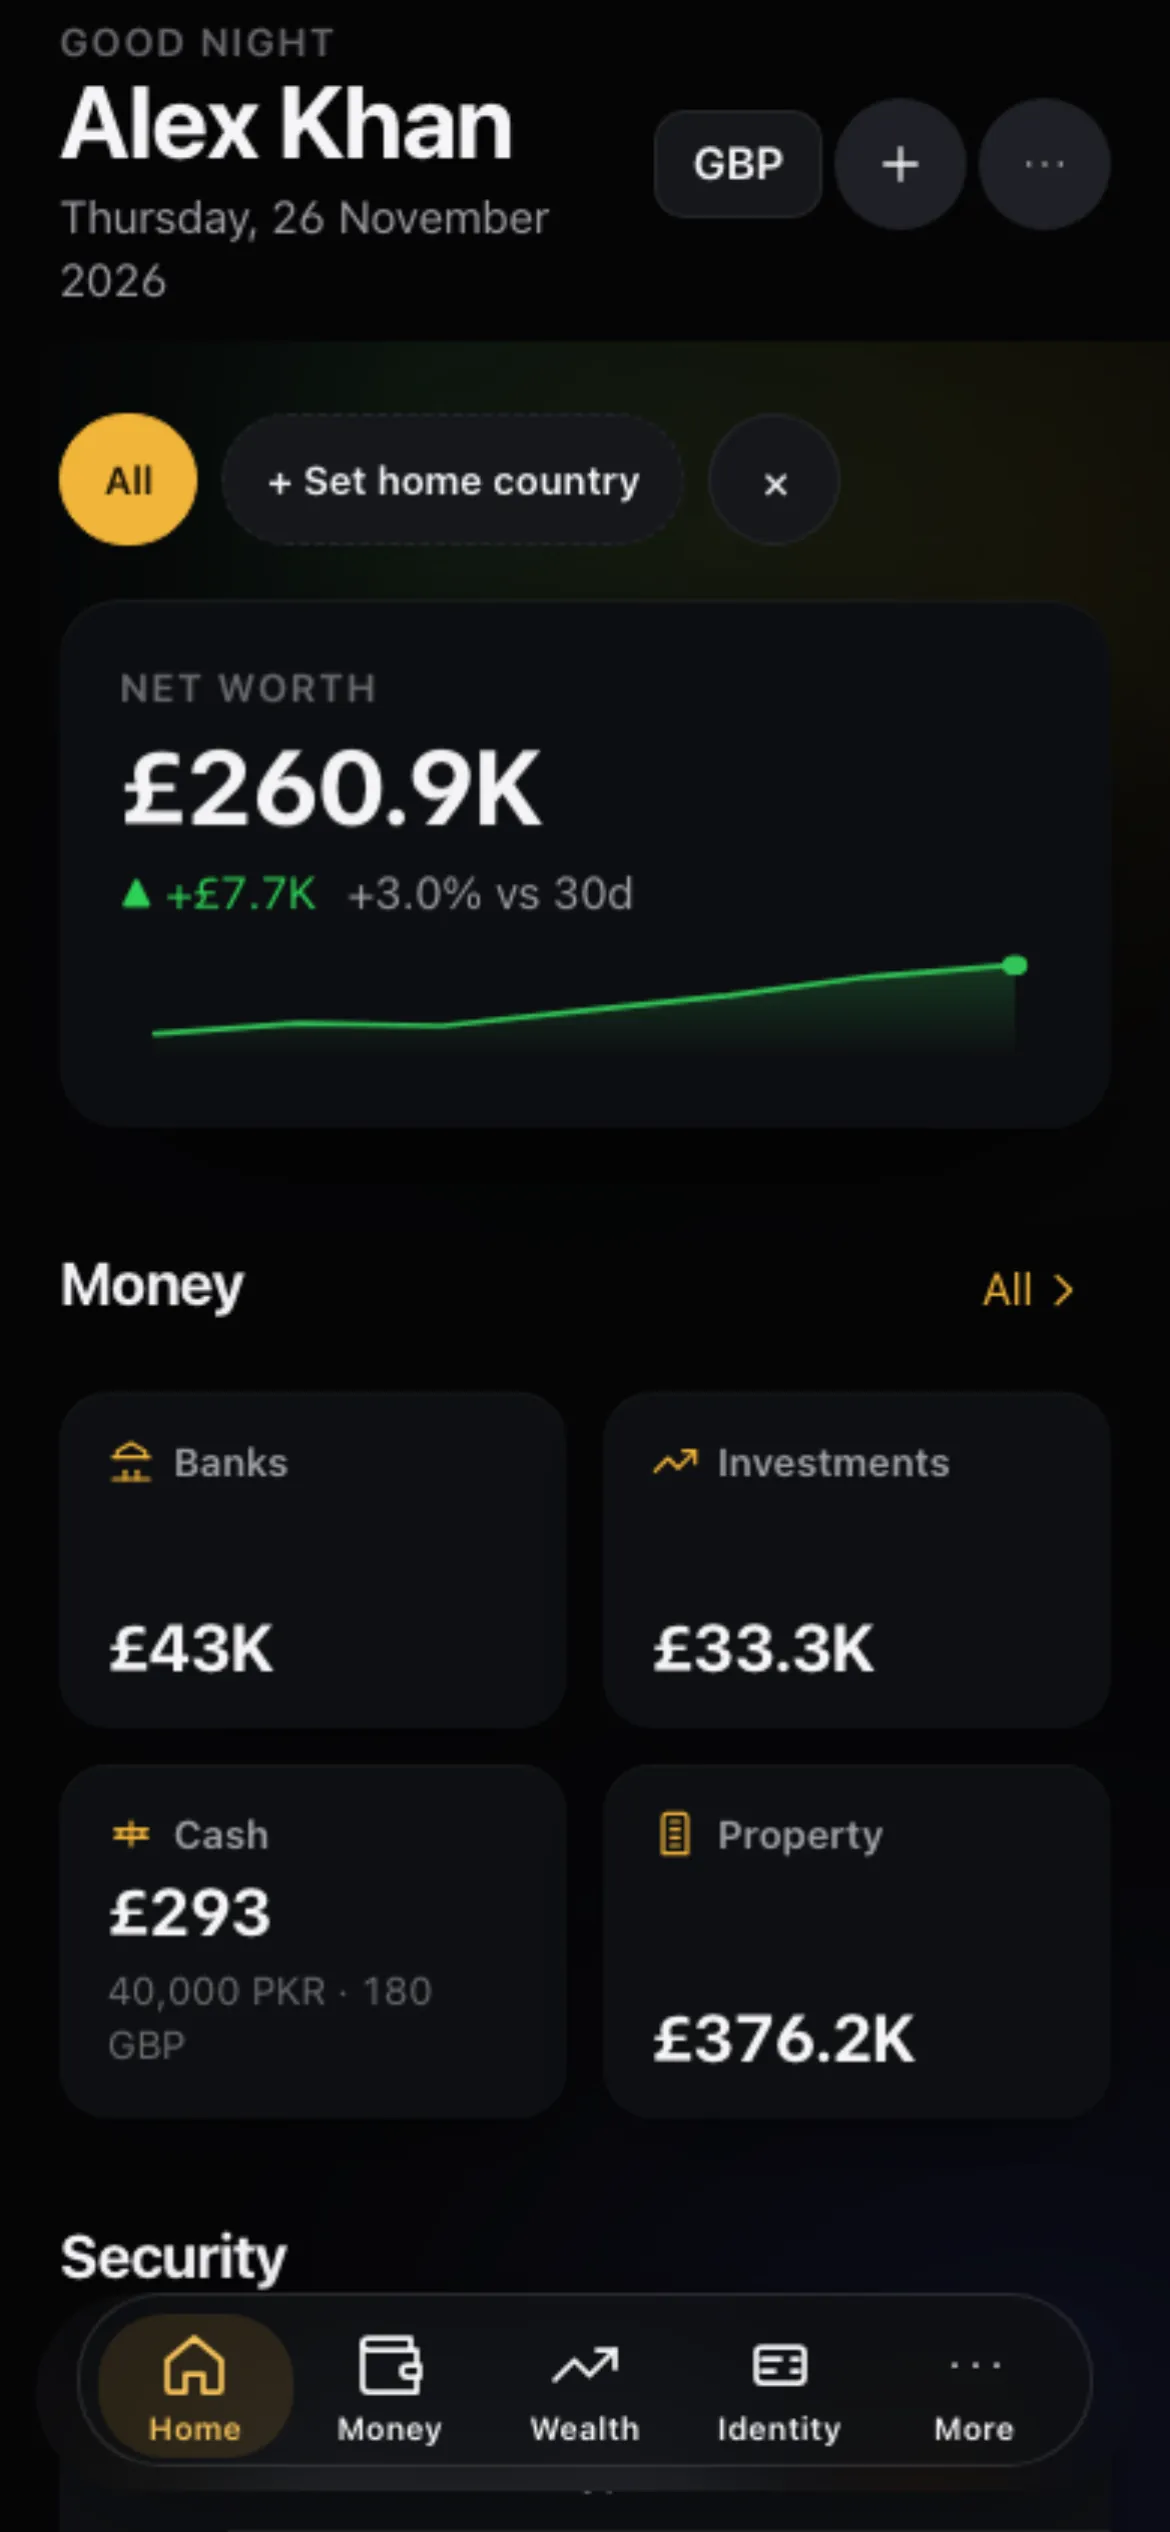 GOOD NIGHT
Alex Khan
Thursday, 26 November
2026
GBP
+
...
All
+ Set home country
×
NET WORTH
£260.9K
▲ +£7.7K +3.0% vs 30d
Money
All >
Banks
£43K
Investments
£33.3K
Cash
£293
40,000 PKR · 180
GBP
Property
£376.2K
Security
Home
Money
Wealth
Identity
More